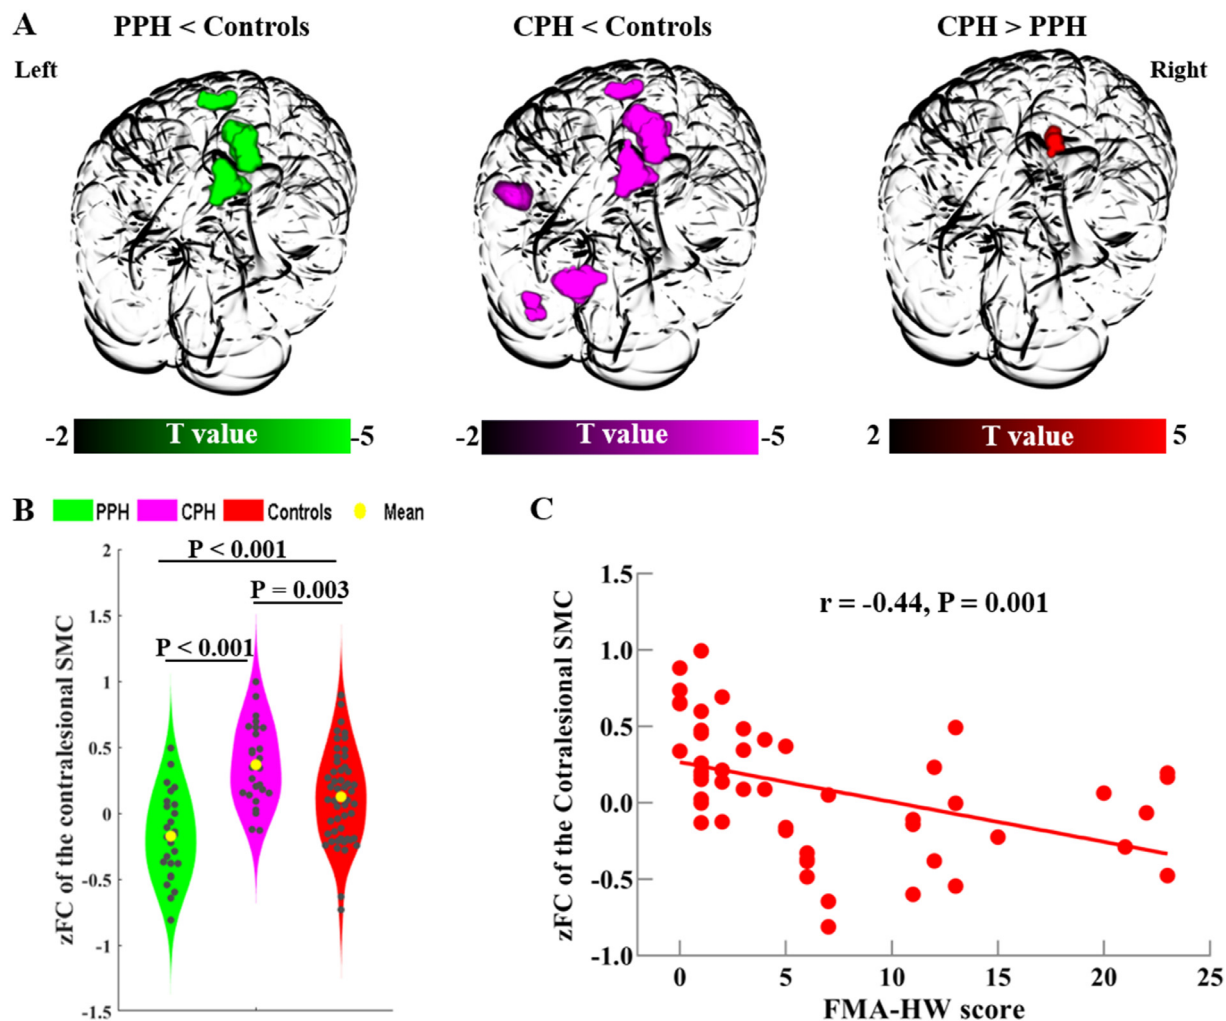 A
PPH < Controls
CPH < Controls
CPH > PPH
Left
Right
-2
T value
-5
-2
T value
-5
2
T value
5
B
PPH
CPH
Controls
Mean
zFC of the contralesional SMC
2
1.5
1
0.5
0
-0.5
-1
-1.5
P < 0.001
P = 0.003
P < 0.001
C
zFC of the Cotralesional SMC
1.5
1.0
0.5
0.0
-0.5
-1.0
r = -0.44, P = 0.001
0
5
10
15
20
25
FMA-HW score